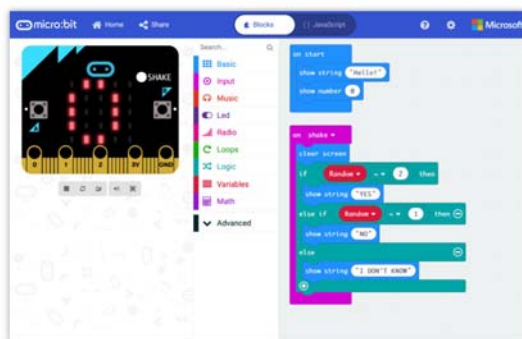 micro:bit Home Share Blocks {} JavaScript Microsoft
SHAKE
0 1 2 3V GND
Search...
Basic
Input
Music
Led
Radio
Loops
Logic
Variables
Math
Advanced
on start
show string "Hello!"
show number 0
on shake
clear screen
if Random = 2 then
show string "YES"
else if Random = 1 then
show string "NO"
else
show string "I DON'T KNOW"